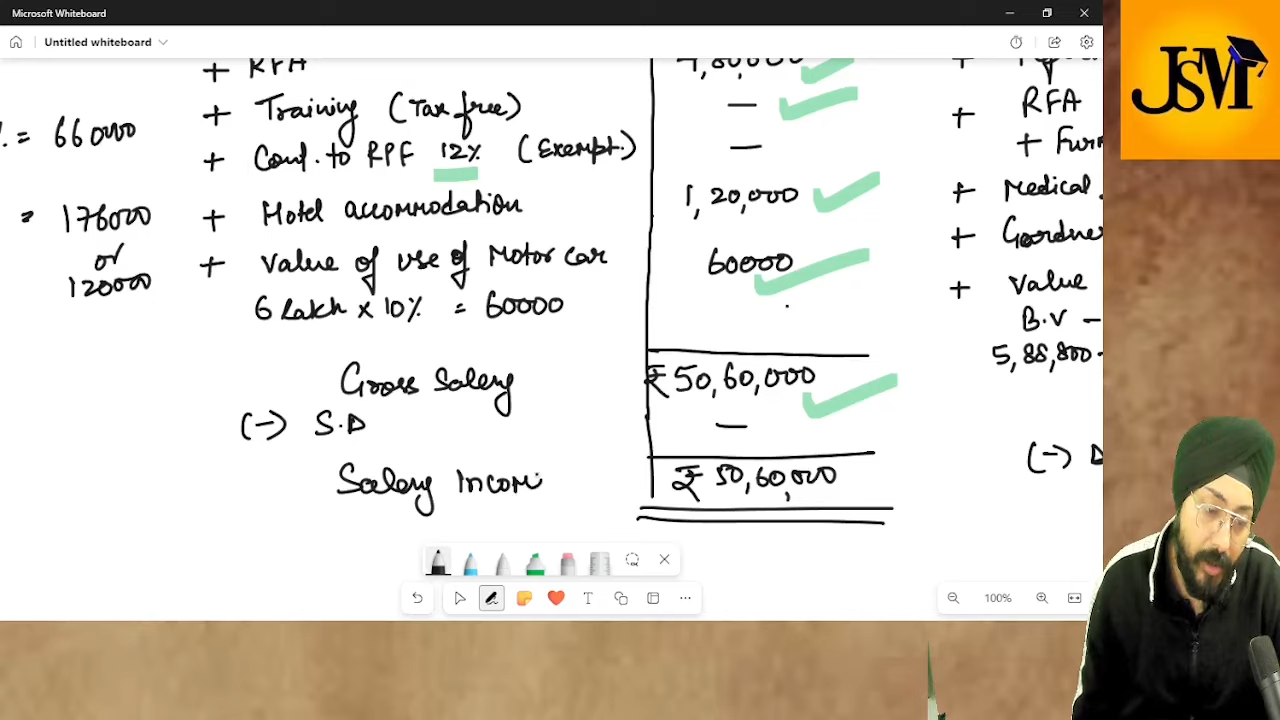 Microsoft Whiteboard
Untitled whiteboard
+ RFA
+ Training (Tax free) —
= 66000
+ Cont. to RPF 12% (Exempt.) —
= 176000
or
120000
+ Hotel accommodation 1,20,000
+ Value of use of Motor car 60000
6 Lakh x 10% = 60000
Gross Salary ₹ 50,60,000
(-) S.D —
Salary Incom ₹ 50,60,000
+ RFA
+ Furn
+ Medical
+ Gardner
+ Value
B.V —
5,88,800 -
(-) D
100%
JSM